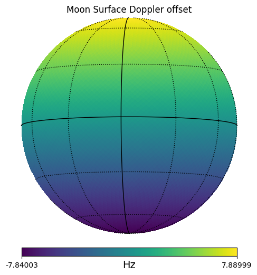 Moon Surface Doppler offset
-7.84003 Hz 7.88999